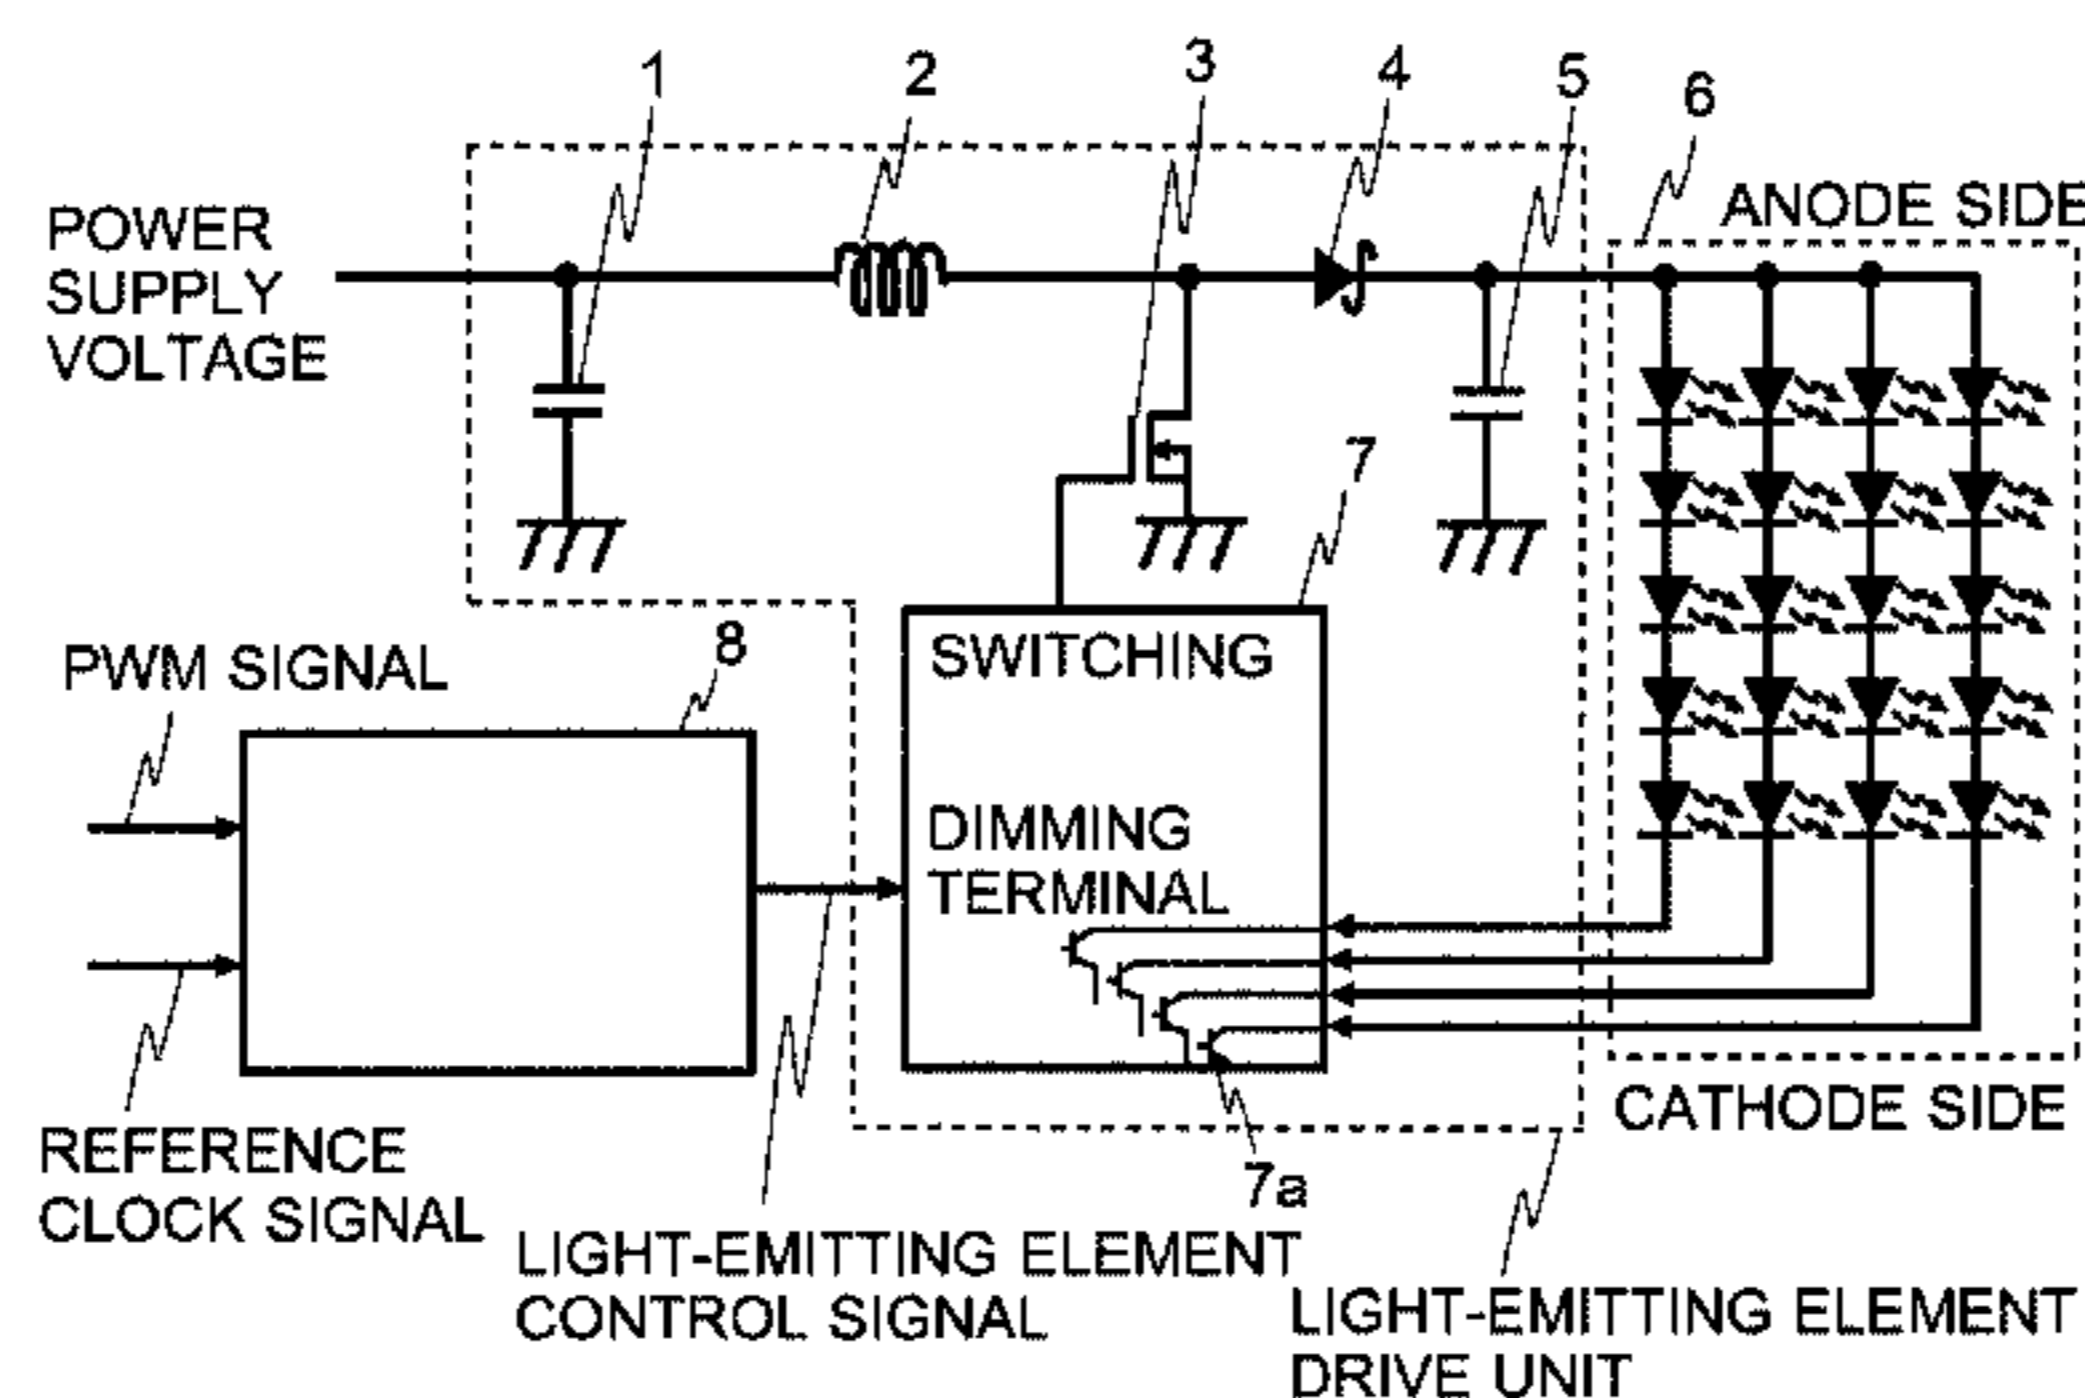 1
2
3
4
5
6
ANODE SIDE
POWER
SUPPLY
VOLTAGE
7
PWM SIGNAL
8
SWITCHING
DIMMING
TERMINAL
CATHODE SIDE
7a
REFERENCE
CLOCK SIGNAL
LIGHT-EMITTING ELEMENT
CONTROL SIGNAL
LIGHT-EMITTING ELEMENT
DRIVE UNIT